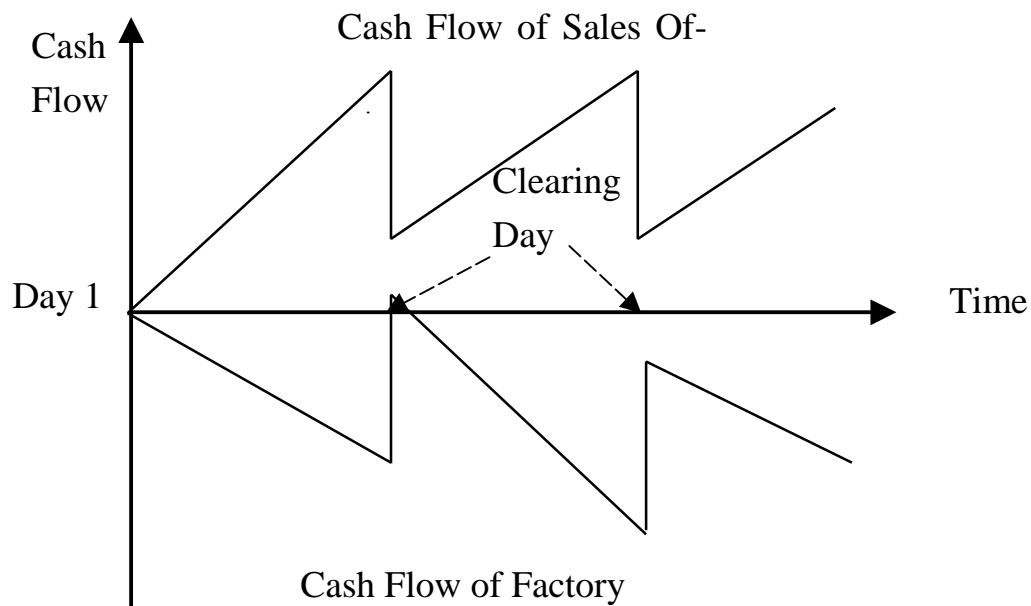 Cash Flow of Sales Of-
Cash
Flow
Clearing
Day
Day 1
Time
Cash Flow of Factory